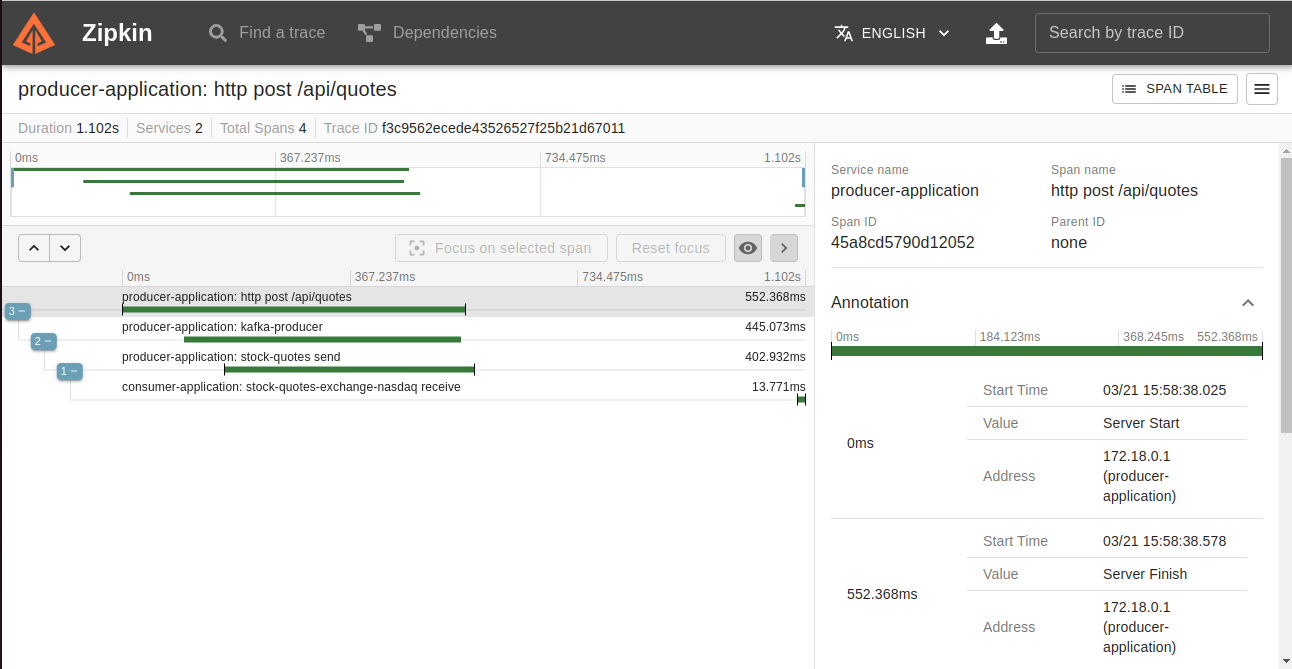 Zipkin
Find a trace
Dependencies
ENGLISH
Search by trace ID
producer-application: http post /api/quotes
SPAN TABLE
Duration 1.102s Services 2 Total Spans 4 Trace ID f3c9562ecede43526527f25b21d67011
0ms 367.237ms 734.475ms 1.102s
Focus on selected span
Reset focus
0ms 367.237ms 734.475ms 1.102s
producer-application: http post /api/quotes 552.368ms
3 −
producer-application: kafka-producer 445.073ms
2 −
producer-application: stock-quotes send 402.932ms
1 −
consumer-application: stock-quotes-exchange-nasdaq receive 13.771ms
Service name
producer-application
Span name
http post /api/quotes
Span ID
45a8cd5790d12052
Parent ID
none
Annotation
0ms 184.123ms 368.245ms 552.368ms
0ms
Start Time 03/21 15:58:38.025
Value Server Start
Address 172.18.0.1
(producer-
application)
552.368ms
Start Time 03/21 15:58:38.578
Value Server Finish
Address 172.18.0.1
(producer-
application)